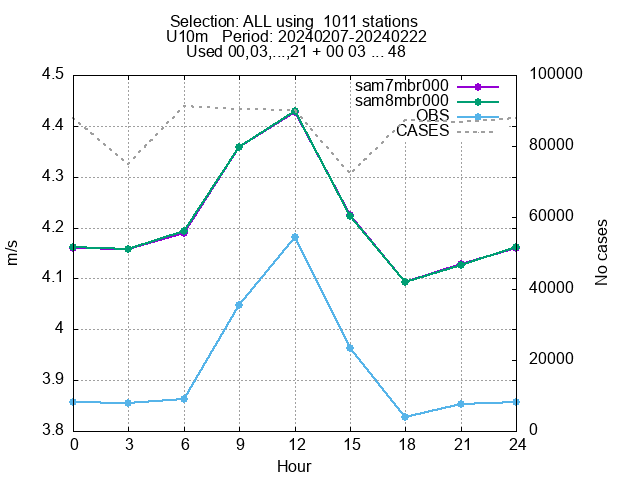 Selection: ALL using  1011 stations
U10m   Period: 20240207-20240222
Used 00,03,...,21 + 00 03 ... 48
4.5
4.4
4.3
4.2
4.1
4
3.9
3.8
m/s
sam7mbr000
sam8mbr000
OBS
CASES
100000
80000
60000
40000
20000
0
No cases
0 3 6 9 12 15 18 21 24
Hour